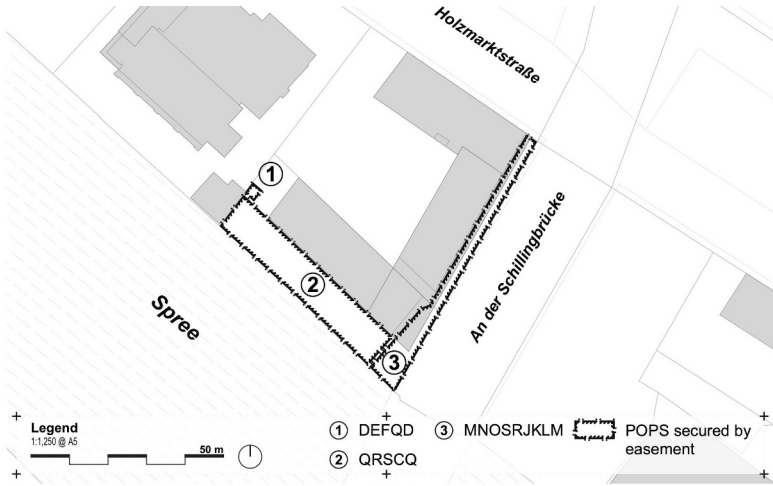 Holzmarktstraße
①
An der Schillingbrücke
②
Spree
③
Legend
1:1,250 @ A5
50 m
① DEFQD
② QRSCQ
③ MNOSRJKLM
POPS secured by
easement